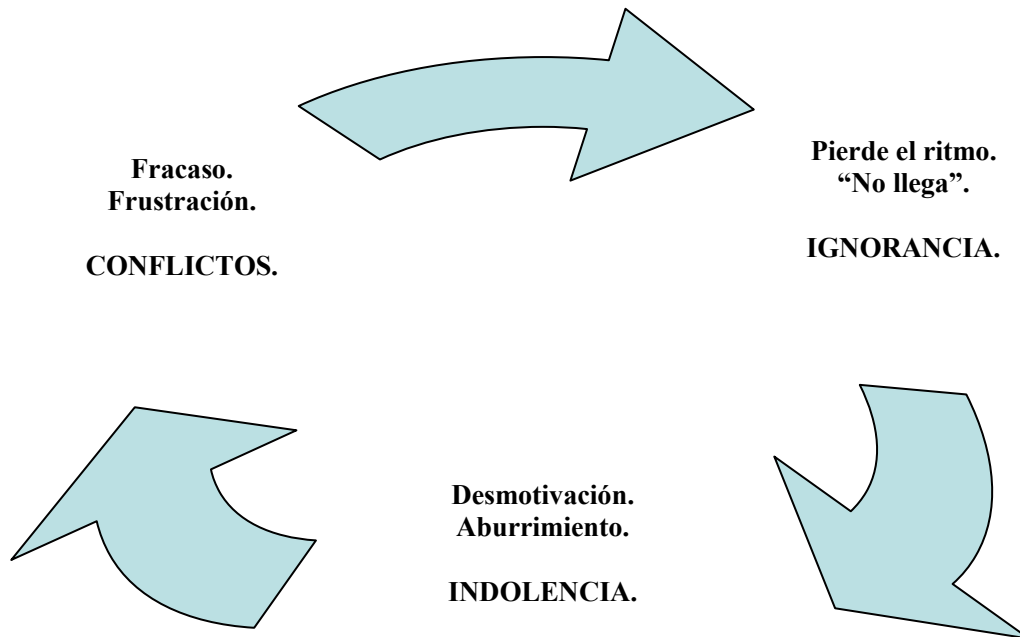 Fracaso.
Frustración.
CONFLICTOS.
Pierde el ritmo.
“No llega”.
IGNORANCIA.
Desmotivación.
Aburrimiento.
INDOLENCIA.